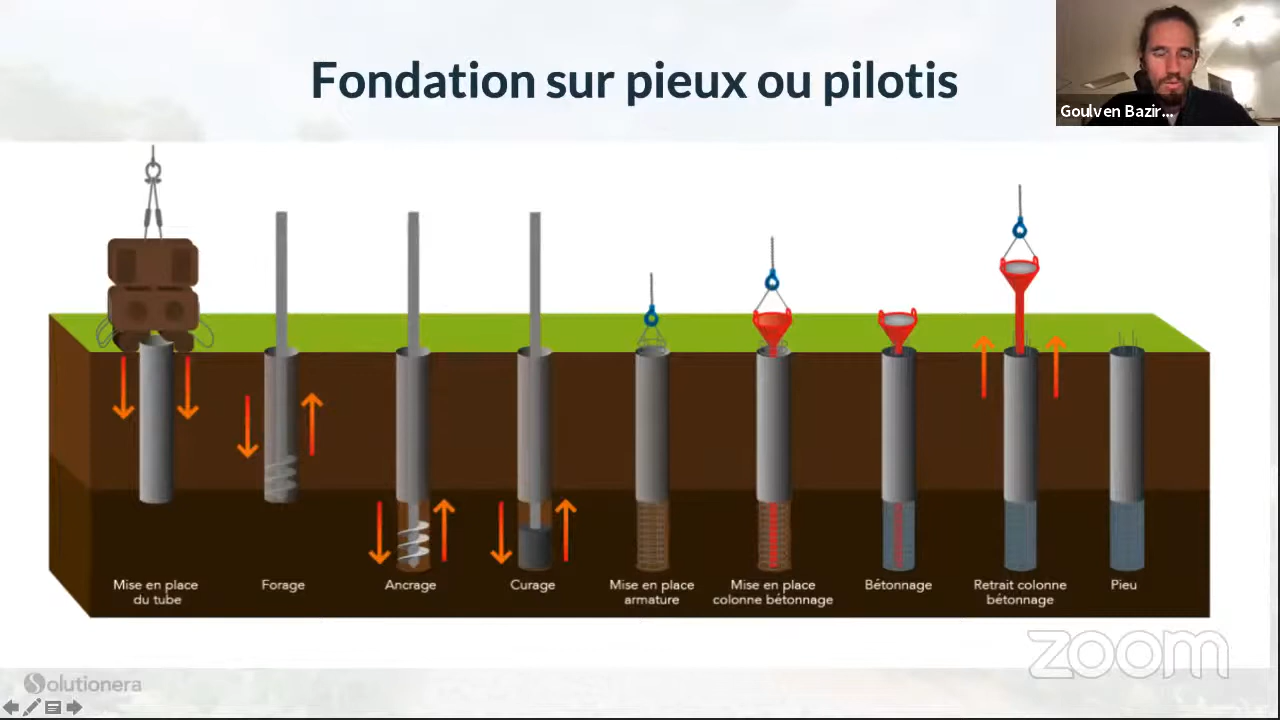 Fondation sur pieux ou pilotis
Goulven Bazir...
Mise en place
du tube
Forage
Ancrage
Curage
Mise en place
armature
Mise en place
colonne bétonnage
Bétonnage
Retrait colonne
bétonnage
Pieu
zoom
Solutionera